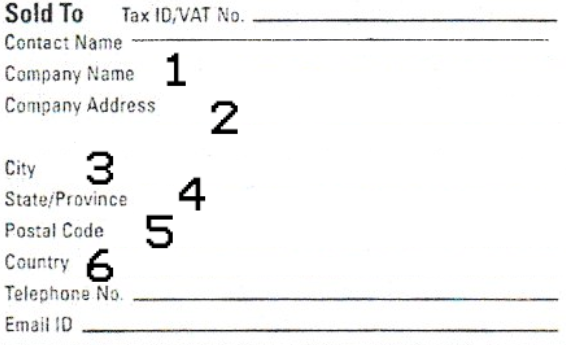 Sold To Tax ID/VAT No.
Contact Name
Company Name 1
Company Address 2
City 3
State/Province 4
Postal Code 5
Country 6
Telephone No.
Email ID